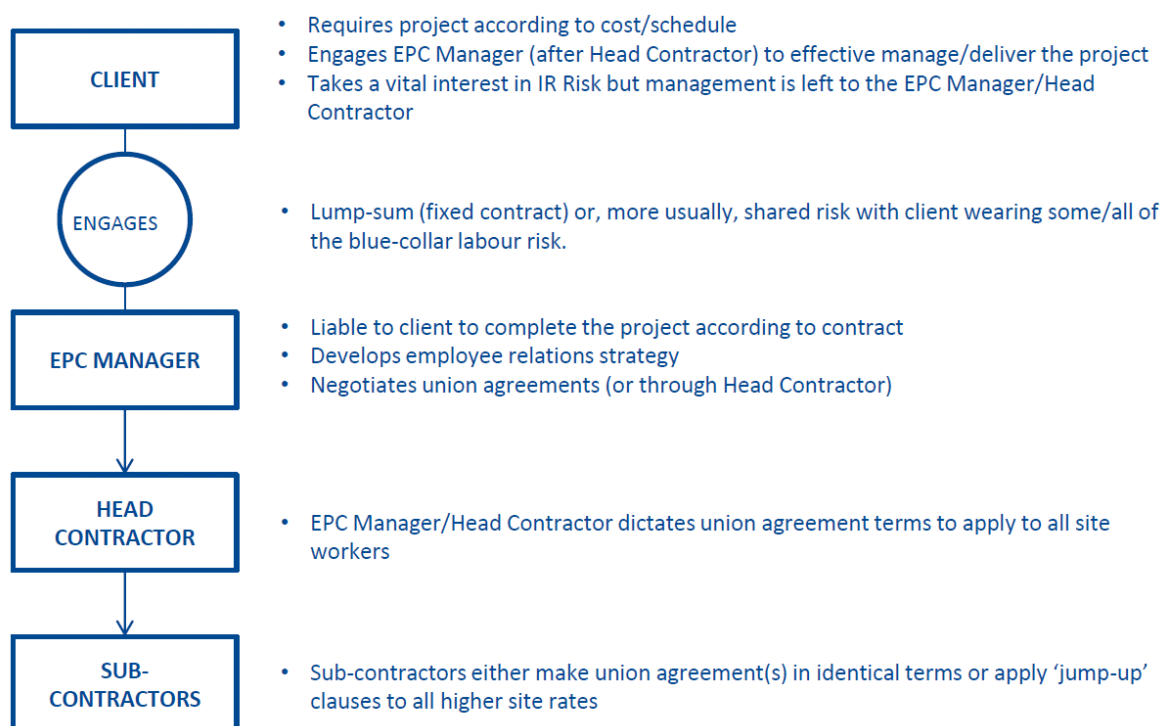 CLIENT
• Requires project according to cost/schedule
• Engages EPC Manager (after Head Contractor) to effective manage/deliver the project
• Takes a vital interest in IR Risk but management is left to the EPC Manager/Head
Contractor
ENGAGES
• Lump-sum (fixed contract) or, more usually, shared risk with client wearing some/all of
the blue-collar labour risk.
EPC MANAGER
• Liable to client to complete the project according to contract
• Develops employee relations strategy
• Negotiates union agreements (or through Head Contractor)
HEAD
CONTRACTOR
• EPC Manager/Head Contractor dictates union agreement terms to apply to all site
workers
SUB-
CONTRACTORS
• Sub-contractors either make union agreement(s) in identical terms or apply ‘jump-up’
clauses to all higher site rates